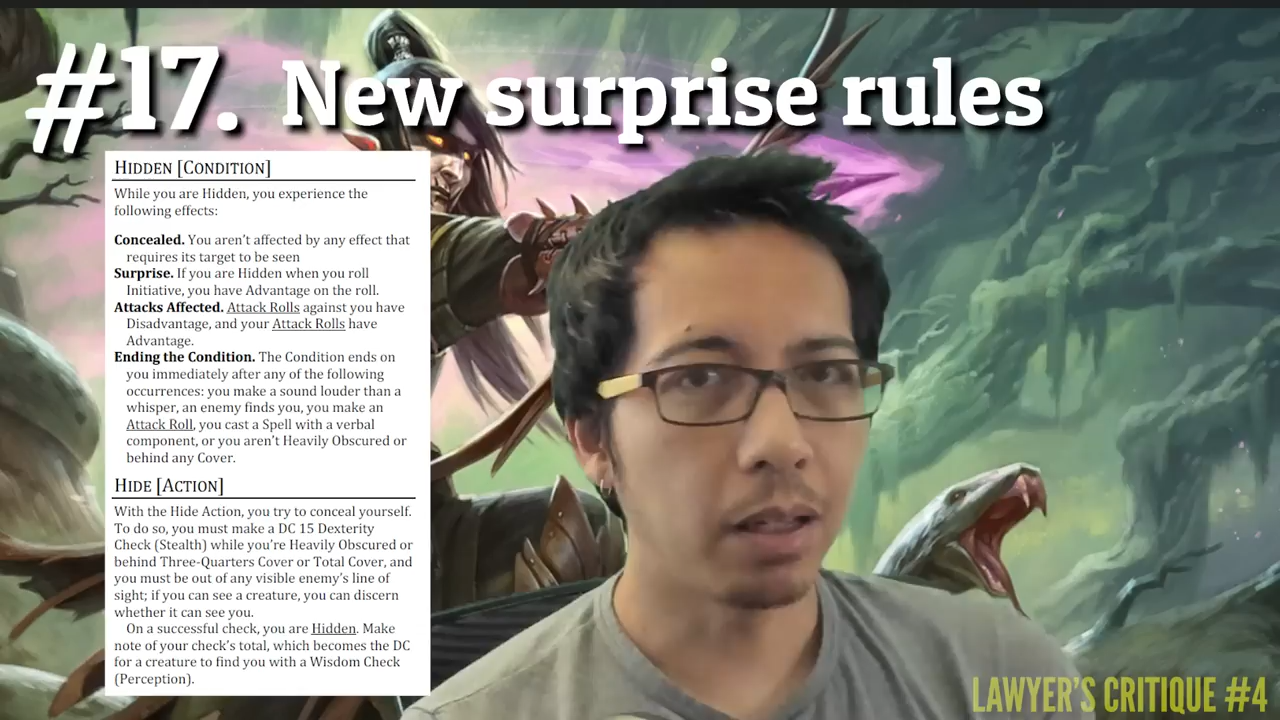 #17. New surprise rules
HIDDEN [CONDITION]
While you are Hidden, you experience the
following effects:
Concealed. You aren’t affected by any effect that
requires its target to be seen
Surprise. If you are Hidden when you roll
Initiative, you have Advantage on the roll.
Attacks Affected. Attack Rolls against you have
Disadvantage, and your Attack Rolls have
Advantage.
Ending the Condition. The Condition ends on
you immediately after any of the following
occurrences: you make a sound louder than a
whisper, an enemy finds you, you make an
Attack Roll, you cast a Spell with a verbal
component, or you aren’t Heavily Obscured or
behind any Cover.
HIDE [ACTION]
With the Hide Action, you try to conceal yourself.
To do so, you must make a DC 15 Dexterity
Check (Stealth) while you’re Heavily Obscured or
behind Three-Quarters Cover or Total Cover, and
you must be out of any visible enemy’s line of
sight; if you can see a creature, you can discern
whether it can see you.
On a successful check, you are Hidden. Make
note of your check’s total, which becomes the DC
for a creature to find you with a Wisdom Check
(Perception).
LAWYER’S CRITIQUE #4